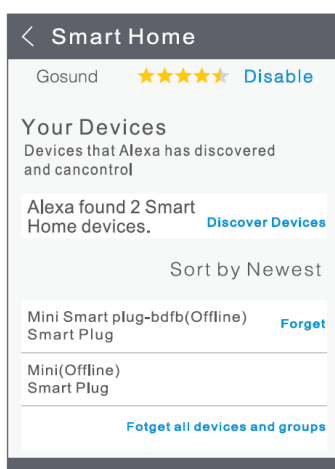 < Smart Home
Gosund Disable
Your Devices
Devices that Alexa has discovered
and cancontrol
Alexa found 2 Smart
Home devices. Discover Devices
Sort by Newest
Mini Smart plug-bdfb(Offline) Forget
Smart Plug
Mini(Offline)
Smart Plug
Fotget all devices and groups